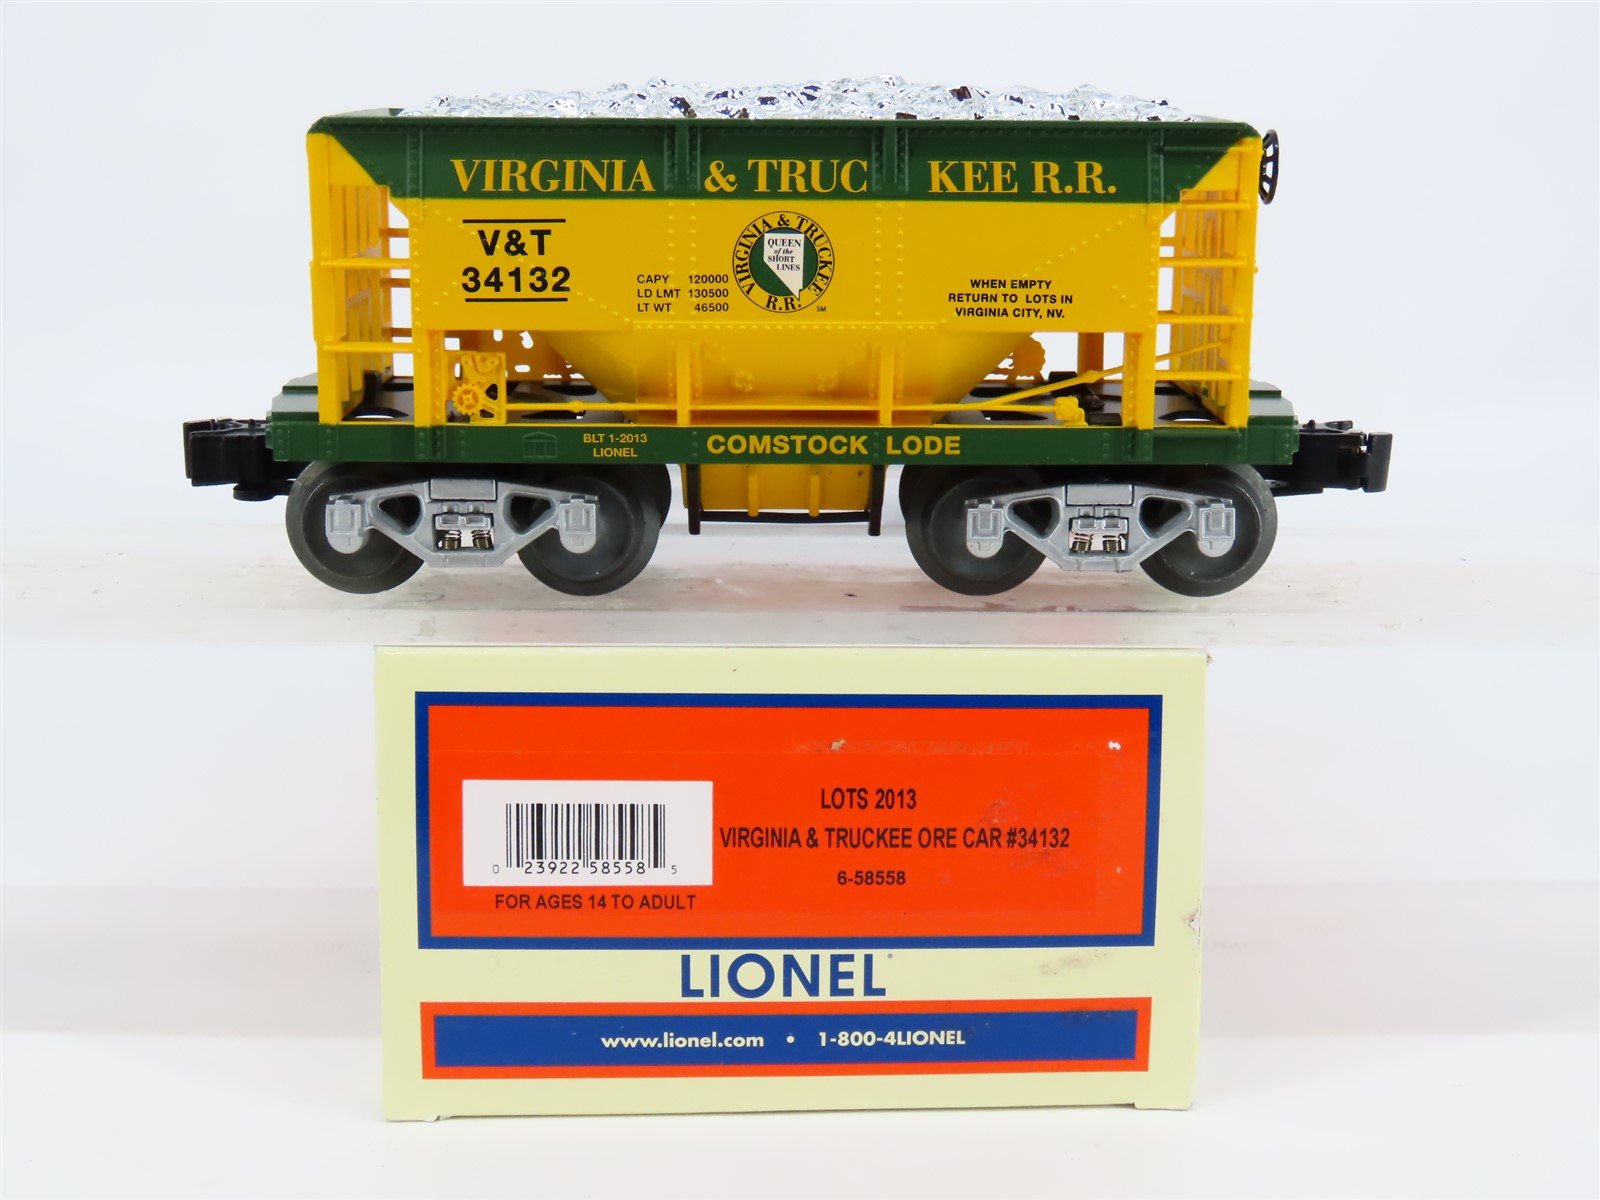 VIRGINIA & TRUC KEE R.R.
V&T
34132
CAPY 120000
LD LMT 130500
LT WT 46500
VIRGINIA & TRUCKEE
R.R.
QUEEN
of the
SHORT
LINES
SM
WHEN EMPTY
RETURN TO LOTS IN
VIRGINIA CITY, NV.
BLT 1-2013
LIONEL
COMSTOCK LODE
LOTS 2013
VIRGINIA & TRUCKEE ORE CAR #34132
6-58558
0 23922 58558 5
FOR AGES 14 TO ADULT
LIONEL®
www.lionel.com • 1-800-4LIONEL